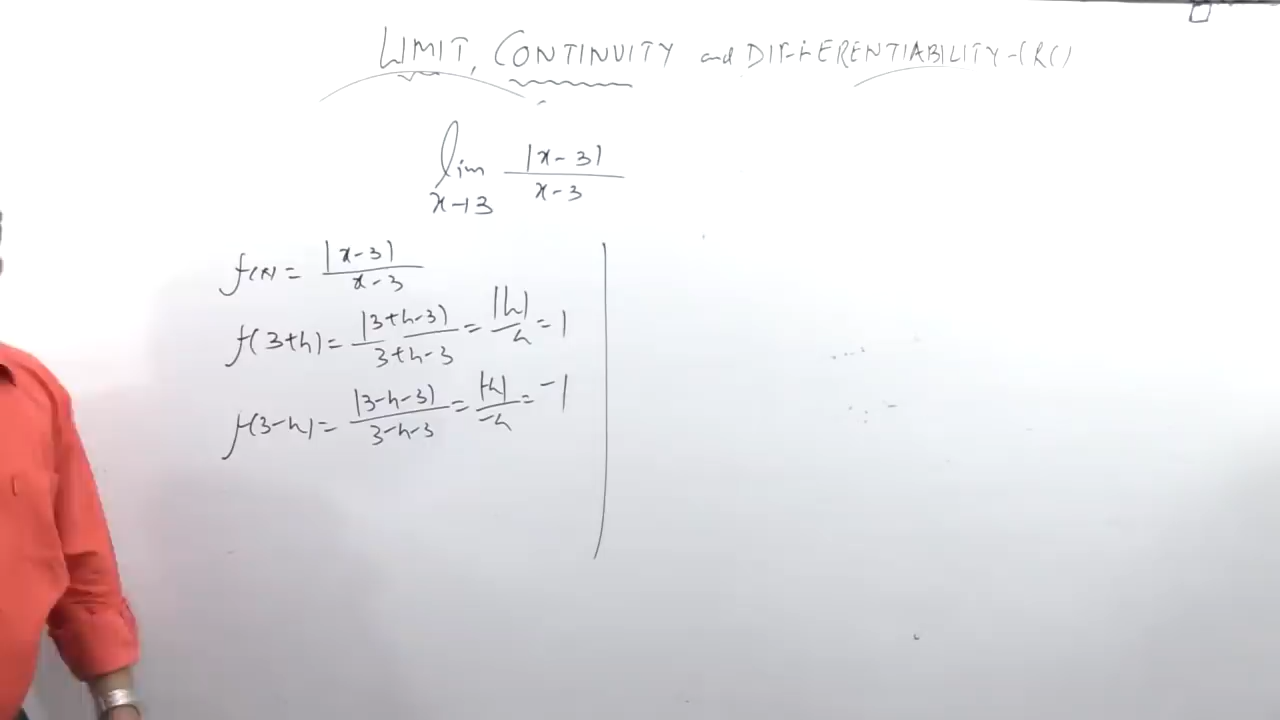 LIMIT, CONTINUITY and DIFFERENTIABILITY-(RC)
lim x→3 |x-3| / x-3
f(x) = |x-3| / x-3
f(3+h) = |3+h-3| / 3+h-3 = |h| / h = 1
f(3-h) = |3-h-3| / 3-h-3 = |-h| / -h = -1